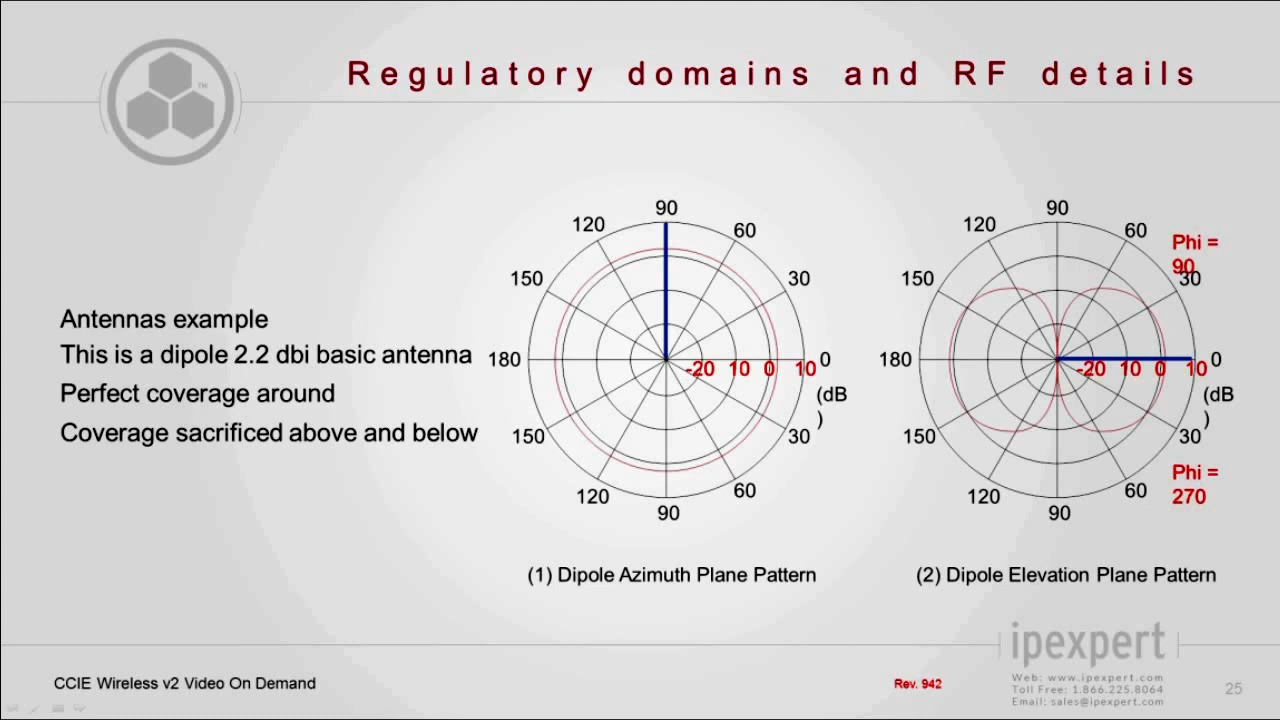 Regulatory domains and RF details
TM
Antennas example
This is a dipole 2.2 dbi basic antenna
Perfect coverage around
Coverage sacrificed above and below
90
120
60
150
30
180
0
-20 10 0 10
(dB
)
150
30
120
60
90
(1) Dipole Azimuth Plane Pattern
90
120
60
Phi =
90
150
30
180
0
-20 10 0 10
(dB
)
150
30
Phi =
270
120
60
90
(2) Dipole Elevation Plane Pattern
ipexpert
CCIE Wireless v2 Video On Demand
Rev. 942
Web: www.ipexpert.com
Toll Free: 1.866.225.8064
Email: sales@ipexpert.com
25